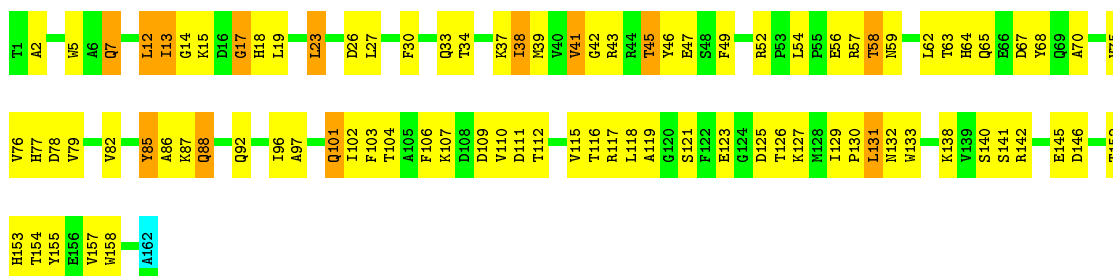 T1 A2 W5 A6 Q7 L12 I13 G14 K15 D16 G17 H18 L19 L23 D26 L27 F30 Q33 T34 K37 I38 M39 V40 V41 G42 R43 R44 T45 Y46 E47 S48 F49 R52 P53 L54 P55 E56 R57 T58 N59 L62 T63 H64 Q65 E66 D67 Y68 Q69 A70
V76 H77 D78 V79 V82 Y85 A86 K87 Q88 Q92 I96 A97 Q101 I102 F103 T104 A105 F106 K107 D108 D109 V110 D111 T112 V115 T116 R117 L118 A119 G120 S121 F122 E123 G124 D125 T126 K127 M128 I129 P130 L131 N132 W133 K138 V139 S140 S141 R142 E145 D146
H153 T154 Y155 E156 V157 W158 A162